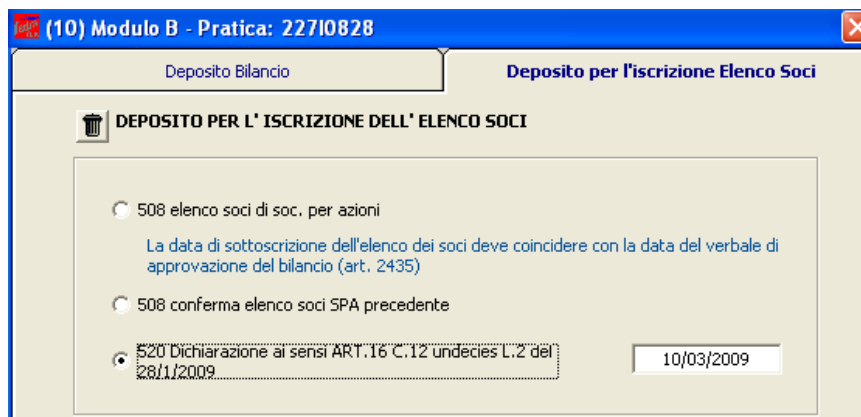 (10) Modulo B - Pratica: 227I0828
Deposito Bilancio
Deposito per l'iscrizione Elenco Soci
DEPOSITO PER L' ISCRIZIONE DELL' ELENCO SOCI
508 elenco soci di soc. per azioni
La data di sottoscrizione dell'elenco dei soci deve coincidere con la data del verbale di
approvazione del bilancio (art. 2435)
508 conferma elenco soci SPA precedente
520 Dichiarazione ai sensi ART.16 C.12 undecies L.2 del
28/1/2009
10/03/2009